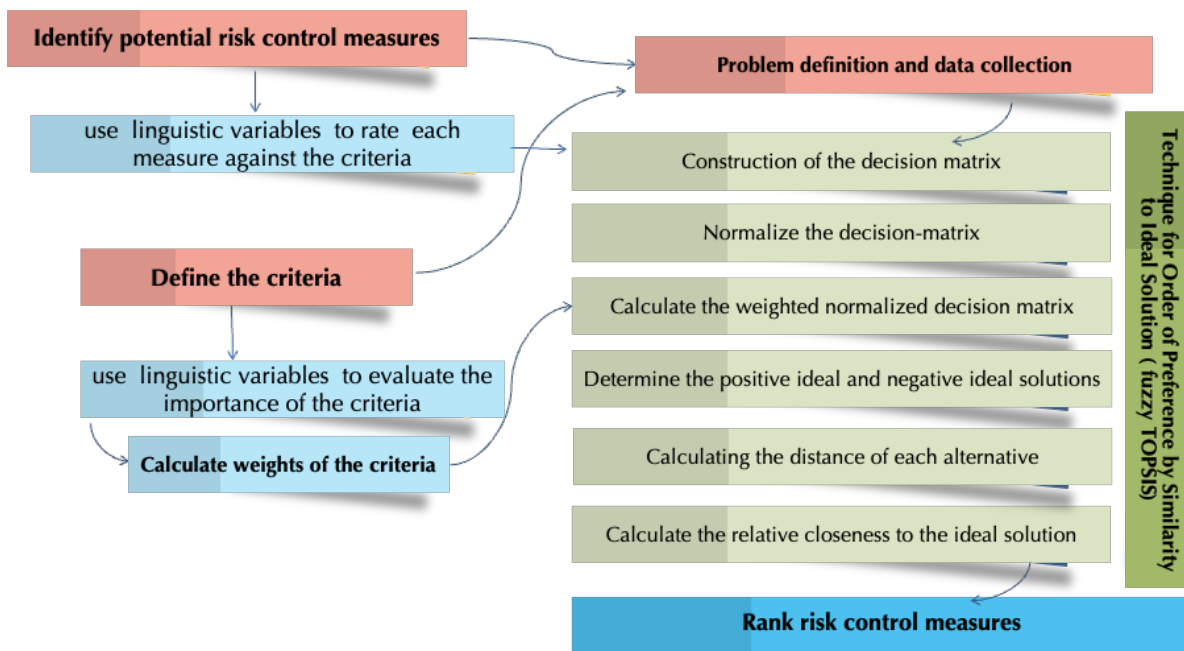 Identify potential risk control measures
Problem definition and data collection
use linguistic variables to rate each
measure against the criteria
Construction of the decision matrix
Normalize the decision-matrix
Define the criteria
Calculate the weighted normalized decision matrix
use linguistic variables to evaluate the
importance of the criteria
Determine the positive ideal and negative ideal solutions
Calculate weights of the criteria
Calculating the distance of each alternative
Calculate the relative closeness to the ideal solution
Rank risk control measures
Technique for Order of Preference by Similarity
to Ideal Solution ( fuzzy TOPSIS)